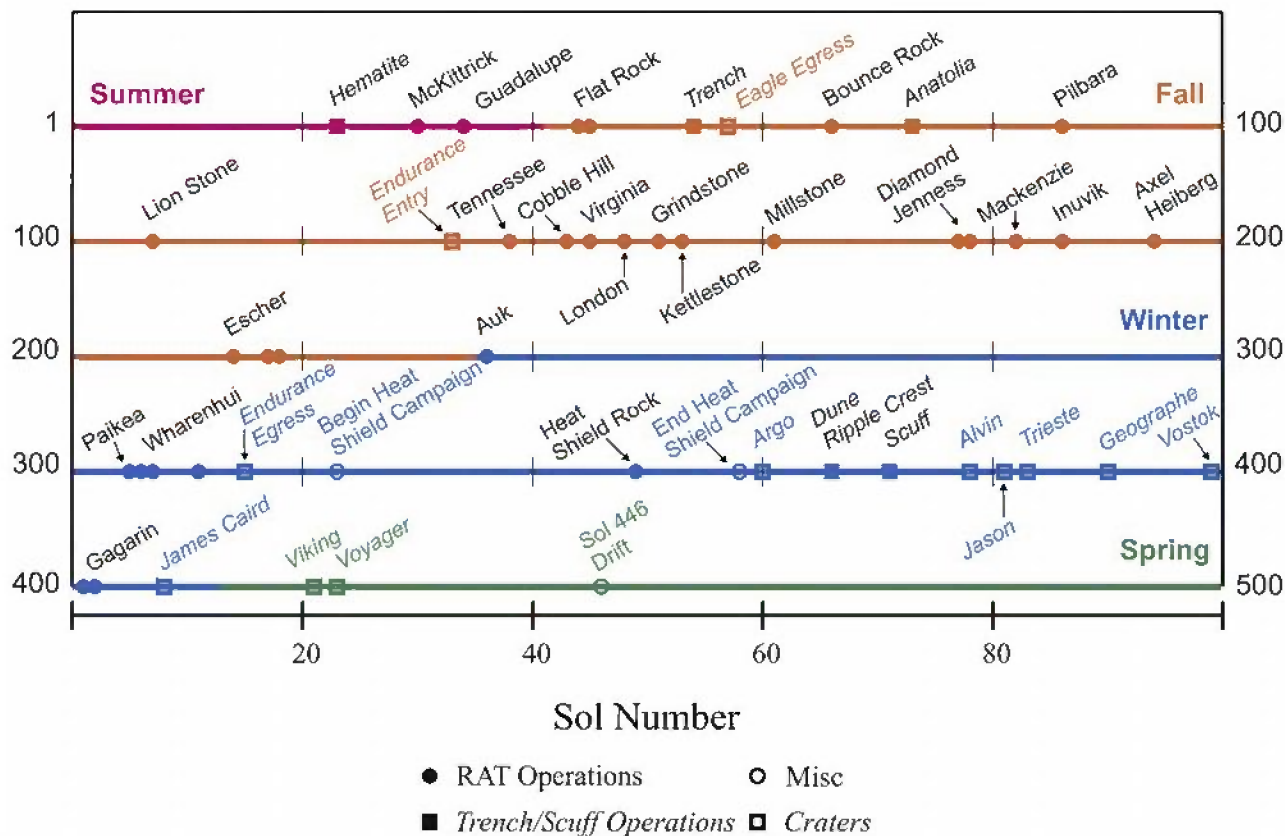 Hematite
McKittrick
Guadalupe
Flat Rock
Trench
Eagle Egress
Bounce Rock
Anatolia
Pilbara
Summer
Fall
1
100
Lion Stone
Endurance
Entry
Tennessee
Cobble Hill
Virginia
Grindstone
Millstone
Diamond
Jenness
Mackenzie
Inuvik
Axel
Heiberg
100
200
London
Kettlestone
Escher
Auk
Winter
200
300
Paikea
Wharenhui
Endurance
Egress
Begin Heat
Shield Campaign
Heat
Shield Rock
End Heat
Shield Campaign
Argo
Dune
Ripple Crest
Scuff
Alvin
Trieste
Geographe
Vostok
300
400
Jason
Gagarin
James Caird
Viking
Voyager
Sol 446
Drift
Spring
400
500
20
40
60
80
Sol Number
RAT Operations
Misc
Trench/Scuff Operations
Craters